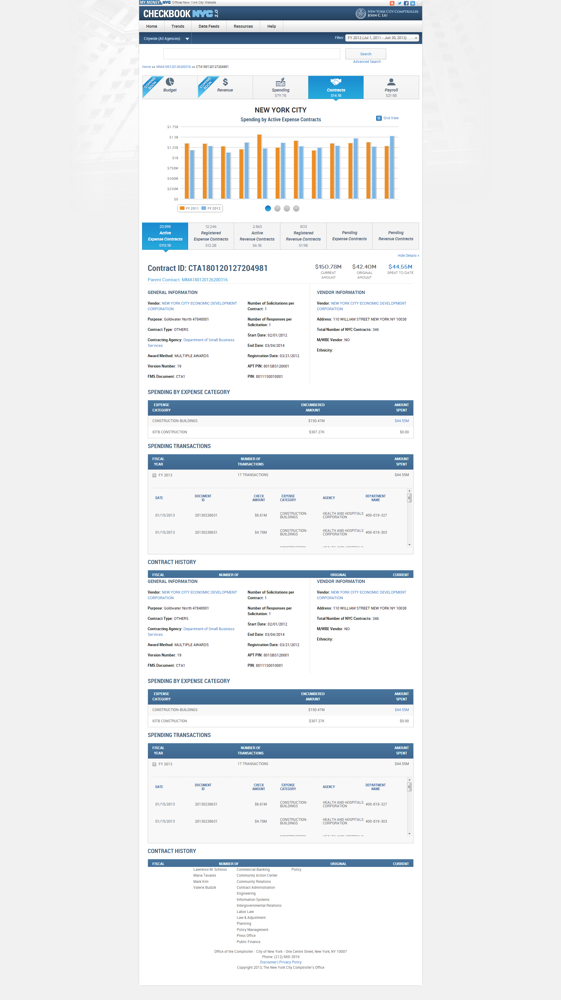 MY MONEY NYC Official New York City Website
CHECKBOOK NYC 2.0
NEW YORK CITY COMPTROLLER
JOHN C. LIU
Home Trends Data Feeds Resources Help
Citywide (All Agencies) Filter: FY 2012 (Jul 1, 2011 - Jun 30, 2012)
Search
Advanced Search
Home >> MMA180120126200316 >> CTA180120127204981
COMING SOON Budget
COMING SOON Revenue
Spending
$79.7B
Contracts
$14.1B
Payroll
$21.5B
NEW YORK CITY
Spending by Active Expense Contracts
Grid View
$1.75B
$1.5B
$1.25B
$1B
$750M
$500M
$250M
$0
FY 2011 FY 2012
23,598
Active
Expense Contracts
$113.1B
12,246
Registered
Expense Contracts
$12.2B
2,563
Active
Revenue Contracts
$6.1B
803
Registered
Revenue Contracts
$1.9B
Pending
Expense Contracts
Pending
Revenue Contracts
Hide Details «
Contract ID: CTA180120127204981
Parent Contract: MMA180120126200316
$150.78M
CURRENT
AMOUNT
$42.40M
ORIGINAL
AMOUNT
$44.55M
SPENT TO DATE
GENERAL INFORMATION
Vendor: NEW YORK CITY ECONOMIC DEVELOPMENT
CORPORATION
Purpose: Goldwater North 47840001
Contract Type: OTHERS
Contracting Agency: Department of Small Business
Services
Award Method: MULTIPLE AWARDS
Version Number: 19
FMS Document: CTA1
Number of Solicitations per
Contract: 1
Number of Responses per
Solicitation: 1
Start Date: 02/01/2012
End Date: 03/04/2014
Registration Date: 03/21/2012
APT PIN: 801SBS120001
PIN: 80111S0010001
VENDOR INFORMATION
Vendor: NEW YORK CITY ECONOMIC DEVELOPMENT
CORPORATION
Address: 110 WILLIAM STREET NEW YORK NY 10038
Total Number of NYC Contracts: 346
M/WBE Vendor: NO
Ethnicity:
SPENDING BY EXPENSE CATEGORY
EXPENSE ENCUMBERED AMOUNT
CATEGORY AMOUNT SPENT
CONSTRUCTION-BUILDINGS $150.47M $44.55M
IOTB CONSTRUCTION $307.27K $0.00
SPENDING TRANSACTIONS
FISCAL NUMBER OF AMOUNT
YEAR TRANSACTIONS SPENT
FY 2013 17 TRANSACTIONS $44.55M
DATE DOCUMENT ID CHECK AMOUNT EXPENSE CATEGORY AGENCY DEPARTMENT NAME
01/15/2013 20130238631 $6.61M CONSTRUCTION-BUILDINGS HEALTH AND HOSPITALS CORPORATION 400-819-327
01/15/2013 20130238631 $4.78M CONSTRUCTION-BUILDINGS HEALTH AND HOSPITALS CORPORATION 400-819-303
CONTRACT HISTORY
FISCAL NUMBER OF ORIGINAL CURRENT
GENERAL INFORMATION
Vendor: NEW YORK CITY ECONOMIC DEVELOPMENT
CORPORATION
Purpose: Goldwater North 47840001
Contract Type: OTHERS
Contracting Agency: Department of Small Business
Services
Award Method: MULTIPLE AWARDS
Version Number: 19
FMS Document: CTA1
Number of Solicitations per
Contract: 1
Number of Responses per
Solicitation: 1
Start Date: 02/01/2012
End Date: 03/04/2014
Registration Date: 03/21/2012
APT PIN: 801SBS120001
PIN: 80111S0010001
VENDOR INFORMATION
Vendor: NEW YORK CITY ECONOMIC DEVELOPMENT
CORPORATION
Address: 110 WILLIAM STREET NEW YORK NY 10038
Total Number of NYC Contracts: 346
M/WBE Vendor: NO
Ethnicity:
SPENDING BY EXPENSE CATEGORY
EXPENSE ENCUMBERED AMOUNT
CATEGORY AMOUNT SPENT
CONSTRUCTION-BUILDINGS $150.47M $44.55M
IOTB CONSTRUCTION $307.27K $0.00
SPENDING TRANSACTIONS
FISCAL NUMBER OF AMOUNT
YEAR TRANSACTIONS SPENT
FY 2013 17 TRANSACTIONS $44.55M
DATE DOCUMENT ID CHECK AMOUNT EXPENSE CATEGORY AGENCY DEPARTMENT NAME
01/15/2013 20130238631 $6.61M CONSTRUCTION-BUILDINGS HEALTH AND HOSPITALS CORPORATION 400-819-327
01/15/2013 20130238631 $4.78M CONSTRUCTION-BUILDINGS HEALTH AND HOSPITALS CORPORATION 400-819-303
CONTRACT HISTORY
FISCAL NUMBER OF ORIGINAL CURRENT
Lawrence M. Schloss
Maria Tavares
Mark Kim
Valerie Budzik
Commercial Banking
Community Action Center
Community Relations
Contract Administration
Engineering
Information Systems
Intergovernmental Relations
Labor Law
Law & Adjustment
Planning
Policy Management
Press Office
Public Finance
Policy
Office of the Comptroller - City of New York - One Centre Street, New York, NY 10007
Phone: (212) 669-3916
Disclaimer | Privacy Policy
Copyright 2013, The New York City Comptroller's Office